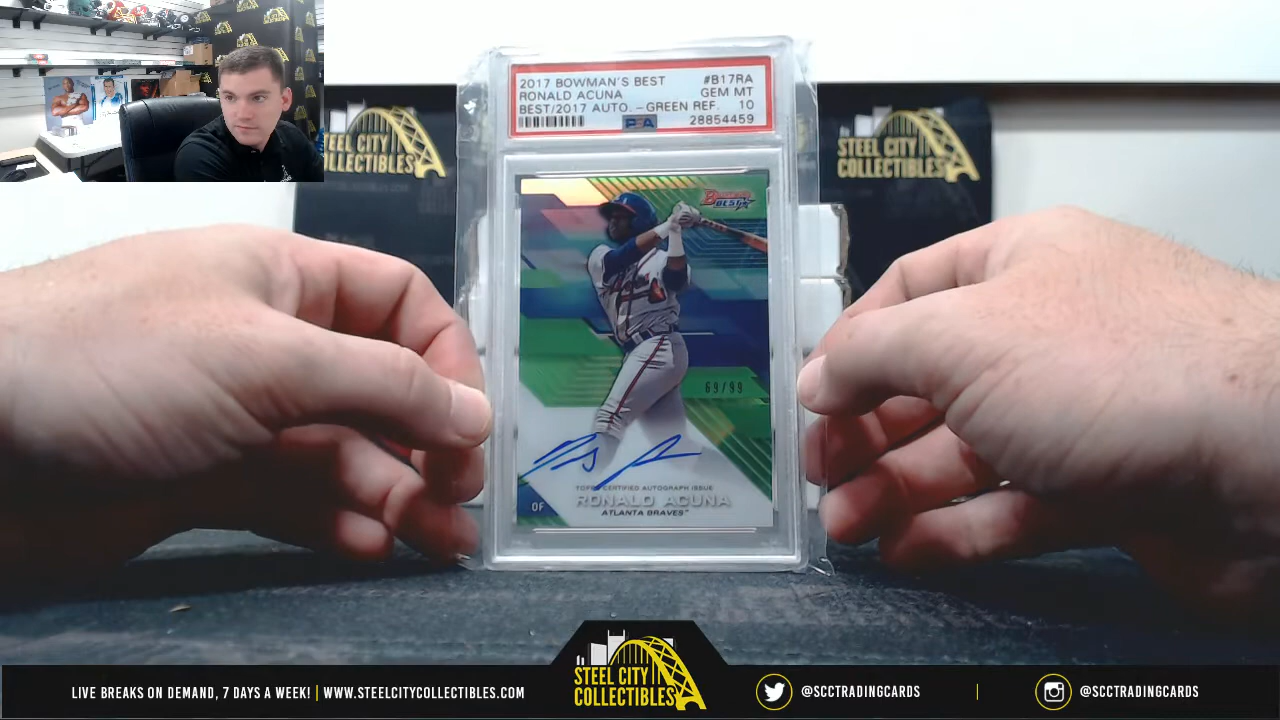 2017 BOWMAN'S BEST #B17RA
RONALD ACUNA GEM MT
BEST/2017 AUTO. - GREEN REF. 10
PSA 28854459
STEEL CITY
COLLECTIBLES
STEEL CITY
COLLECTIBLES
Bowman's
BEST
69/99
TOPPS CERTIFIED AUTOGRAPH ISSUE
OF RONALD ACUNA
ATLANTA BRAVES™
STEEL CITY
COLLECTIBLES
LIVE BREAKS ON DEMAND, 7 DAYS A WEEK! | WWW.STEELCITYCOLLECTIBLES.COM
@SCCTRADINGCARDS | @SCCTRADINGCARDS